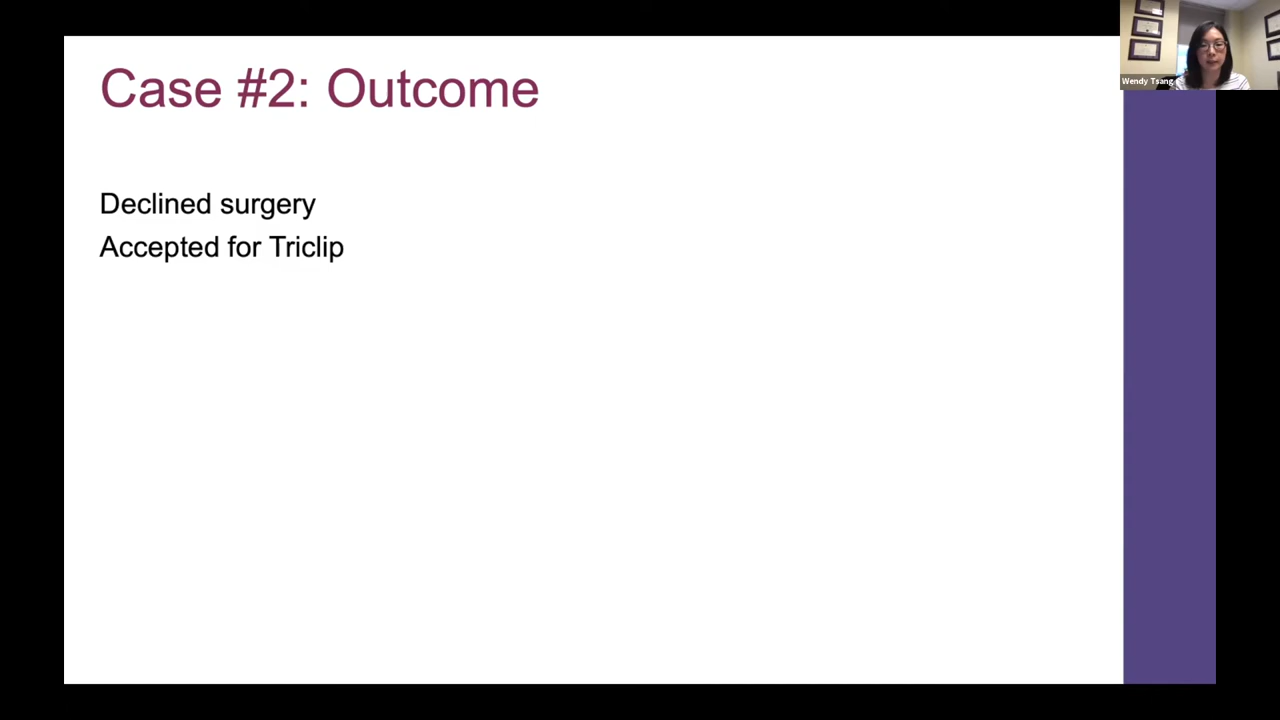 Case #2: Outcome
Declined surgery
Accepted for Triclip
Wendy Tsang